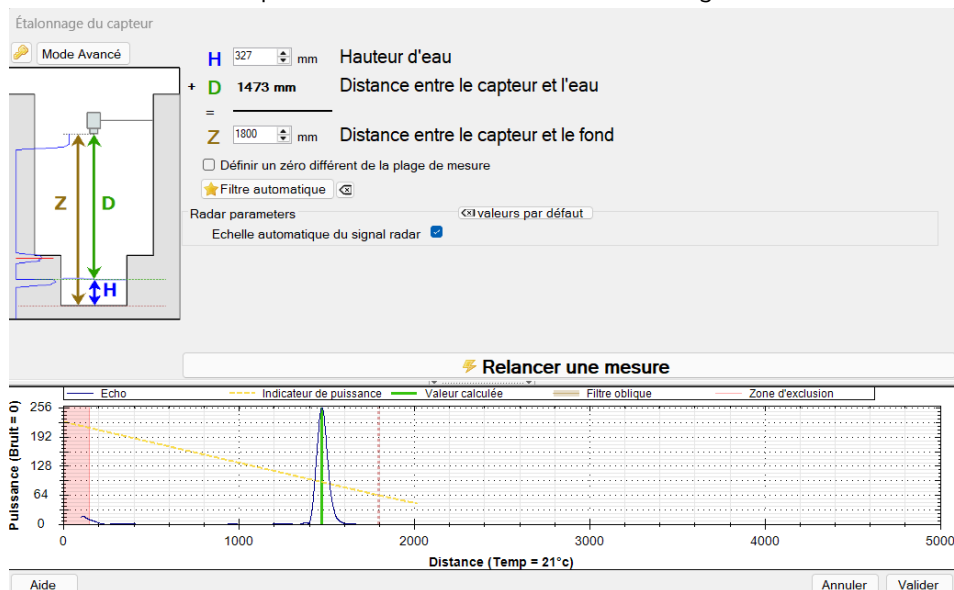 Étalonnage du capteur
Mode Avancé
H 327 mm Hauteur d'eau
+ D 1473 mm Distance entre le capteur et l'eau
=
Z 1800 mm Distance entre le capteur et le fond
Définir un zéro différent de la plage de mesure
Filtre automatique
Radar parameters valeurs par défaut
Echelle automatique du signal radar
Z D
H
Relancer une mesure
Echo Indicateur de puissance Valeur calculée Filtre oblique Zone d'exclusion
Puissance (Bruit = 0)
256
192
128
64
0
0 1000 2000 3000 4000 5000
Distance (Temp = 21°c)
Aide Annuler Valider